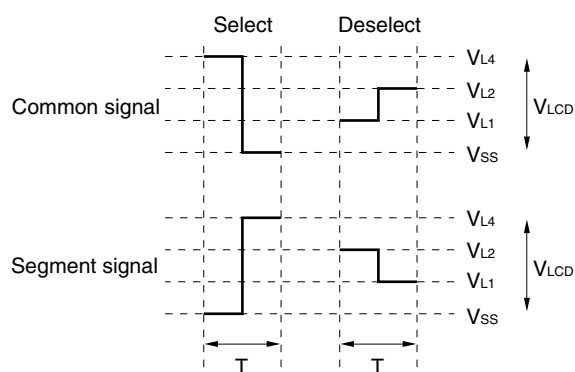 Select Deselect
VL4
VL2
Common signal
VLCD
VL1
VSS
VL4
VL2
Segment signal
VLCD
VL1
VSS
T T